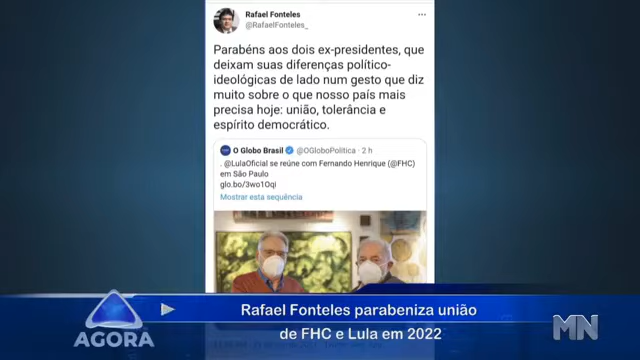 Rafael Fonteles
@RafaelFonteles_
Parabéns aos dois ex-presidentes, que
deixam suas diferenças político-
ideológicas de lado num gesto que diz
muito sobre o que nosso país mais
precisa hoje: união, tolerância e
espírito democrático.
O Globo Brasil @OGloboPolitica · 2 h
. @LulaOficial se reúne com Fernando Henrique (@FHC)
em São Paulo
glo.bo/3wo1Oqi
Mostrar esta sequência
Rafael Fonteles parabeniza união
de FHC e Lula em 2022
AGORA
MN